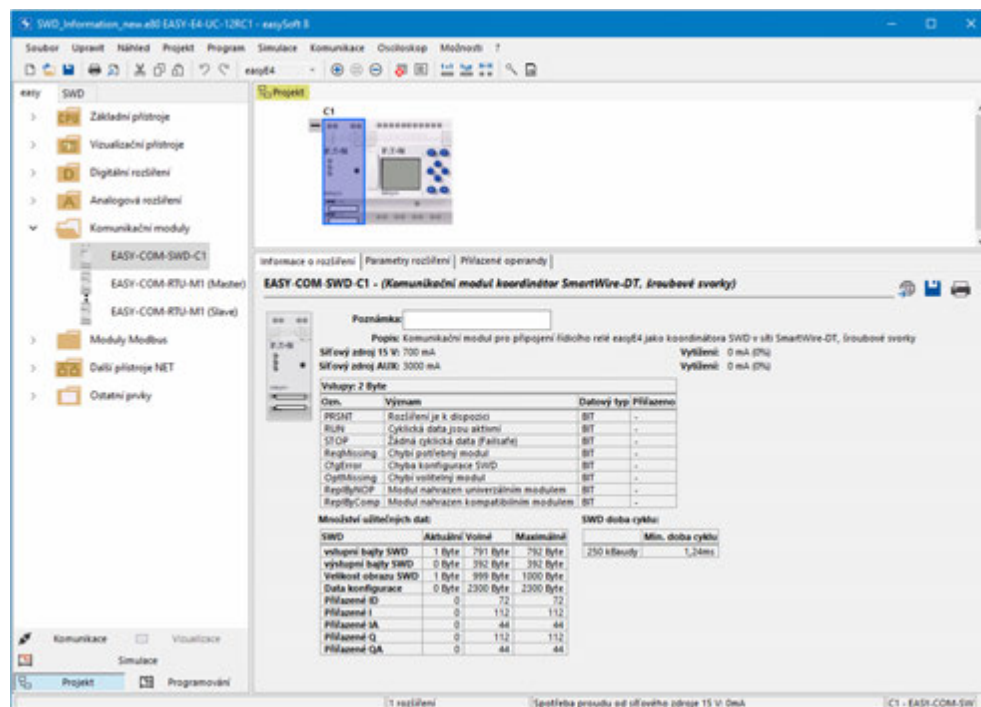 SWD_Information_new.e80 EASY-E4-UC-12RC1 - easySoft 8
Soubor Upravit Náhled Projekt Program Simulace Komunikace Osciloskop Možnosti ?
easyE4
easy SWD
Projekt
C1
Základní přístroje
Vizualizační přístroje
Digitální rozšíření
Analogová rozšíření
Komunikační moduly
EASY-COM-SWD-C1
EASY-COM-RTU-M1 (Master)
EASY-COM-RTU-M1 (Slave)
Moduly Modbus
Další přístroje NET
Ostatní prvky
Informace o rozšíření Parametry rozšíření Přiřazené operandy
EASY-COM-SWD-C1 - (Komunikační modul koordinátor SmartWire-DT, šroubové svorky)
Poznámka:
Popis: Komunikační modul pro připojení řídicího relé easyE4 jako koordinátora SWD v síti SmartWire-DT, šroubové svorky
Síťový zdroj 15 V: 700 mA Vytížení: 0 mA (0%)
Síťový zdroj AUX: 3000 mA Vytížení: 0 mA (0%)
Vstupy: 2 Byte
Ozn. Význam Datový typ Přiřazeno
PRSNT Rozšíření je k dispozici BIT -
RUN Cyklická data jsou aktivní BIT -
STOP Žádná cyklická data (Failsafe) BIT -
ReqMissing Chybí potřebný modul BIT -
CfgError Chyba konfigurace SWD BIT -
OptMissing Chybí volitelný modul BIT -
ReplByNOP Modul nahrazen univerzálním modulem BIT -
ReplByComp Modul nahrazen kompatibilním modulem BIT -
Množství užitečných dat: SWD doba cyklu:
SWD Aktuální Volné Maximálně Min. doba cyklu
vstupní bajty SWD 1 Byte 791 Byte 792 Byte 250 kBaudy 1,24ms
výstupní bajty SWD 0 Byte 392 Byte 392 Byte
Velikost obrazu SWD 1 Byte 999 Byte 1000 Byte
Data konfigurace 0 Byte 2300 Byte 2300 Byte
Přiřazené ID 0 72 72
Přiřazené I 0 112 112
Přiřazené IA 0 44 44
Přiřazené Q 0 112 112
Přiřazené QA 0 44 44
Komunikace Vizualizace
Simulace
Projekt Programování
1 rozšíření Spotřeba proudu od síťového zdroje 15 V: 0mA C1 - EASY-COM-SW